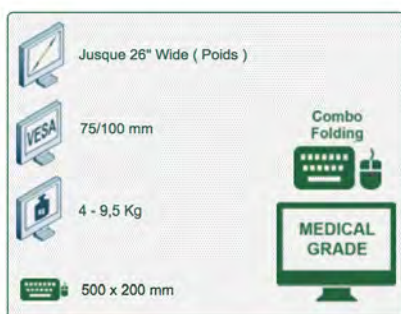 Jusque 26" Wide ( Poids )
VESA
75/100 mm
Combo
Folding
KG
4 - 9,5 Kg
MEDICAL
GRADE
500 x 200 mm